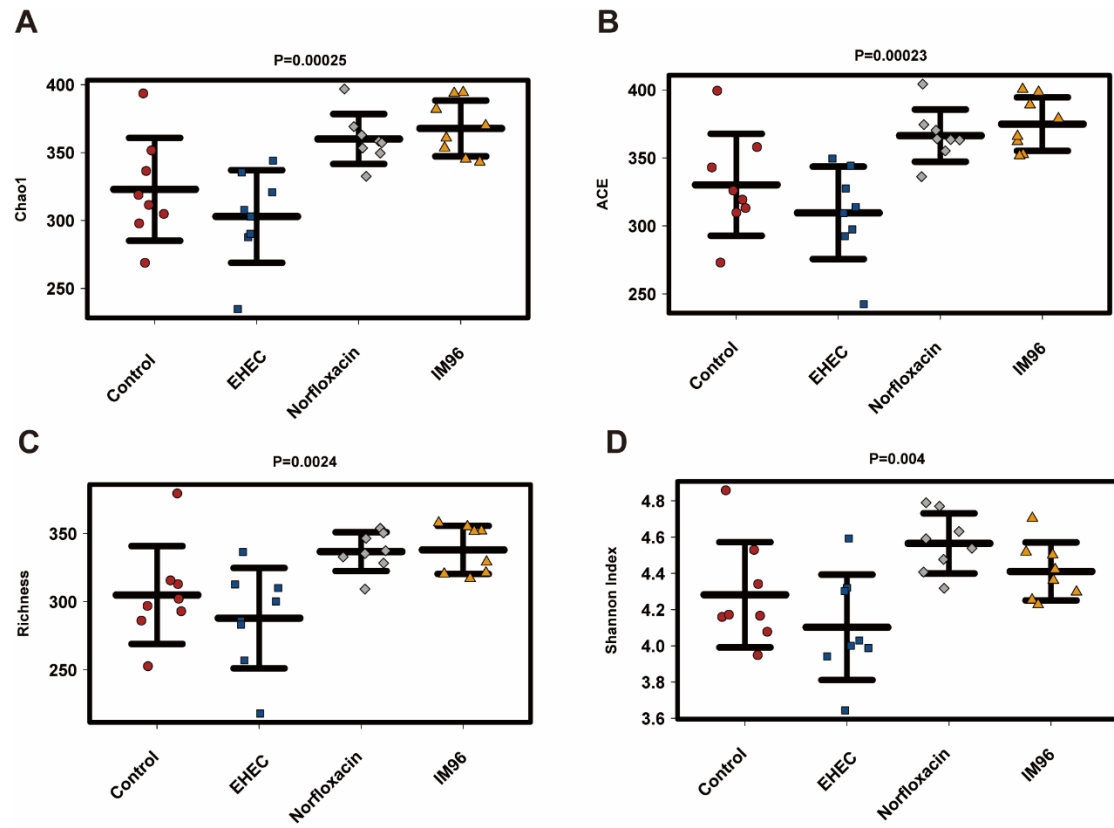 A
P=0.00025
Chao1
400
350
300
250
Control
EHEC
Norfloxacin
IM96
B
P=0.00023
ACE
400
350
300
250
Control
EHEC
Norfloxacin
IM96
C
P=0.0024
Richness
350
300
250
Control
EHEC
Norfloxacin
IM96
D
P=0.004
Shannon Index
4.8
4.6
4.4
4.2
4.0
3.8
3.6
Control
EHEC
Norfloxacin
IM96